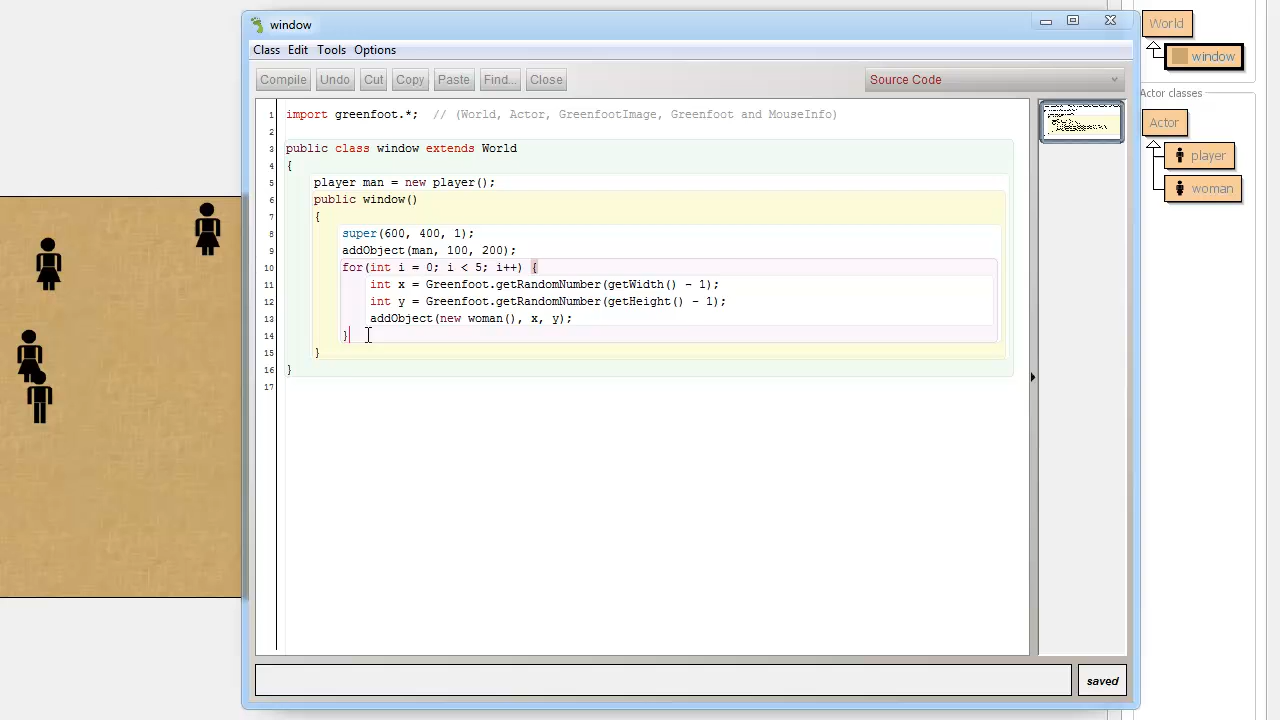 window
Class Edit Tools Options
Compile Undo Cut Copy Paste Find... Close Source Code
1 import greenfoot.*;  // (World, Actor, GreenfootImage, Greenfoot and MouseInfo)
2
3 public class window extends World
4 {
5 player man = new player();
6 public window()
7 {
8 super(600, 400, 1);
9 addObject(man, 100, 200);
10 for(int i = 0; i < 5; i++) {
11 int x = Greenfoot.getRandomNumber(getWidth() - 1);
12 int y = Greenfoot.getRandomNumber(getHeight() - 1);
13 addObject(new woman(), x, y);
14 }
15 }
16 }
17
saved
World
window
Actor classes
Actor
player
woman